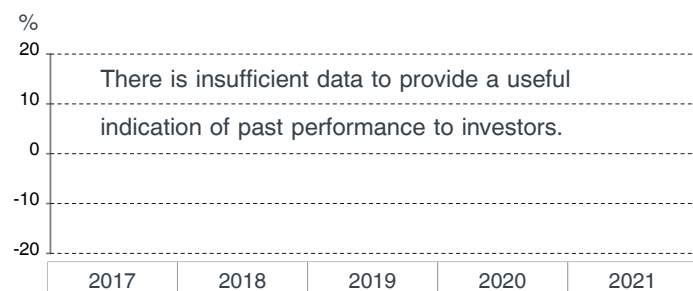 %
20
There is insufficient data to provide a useful
10
indication of past performance to investors.
0
-10
-20
2017 2018 2019 2020 2021